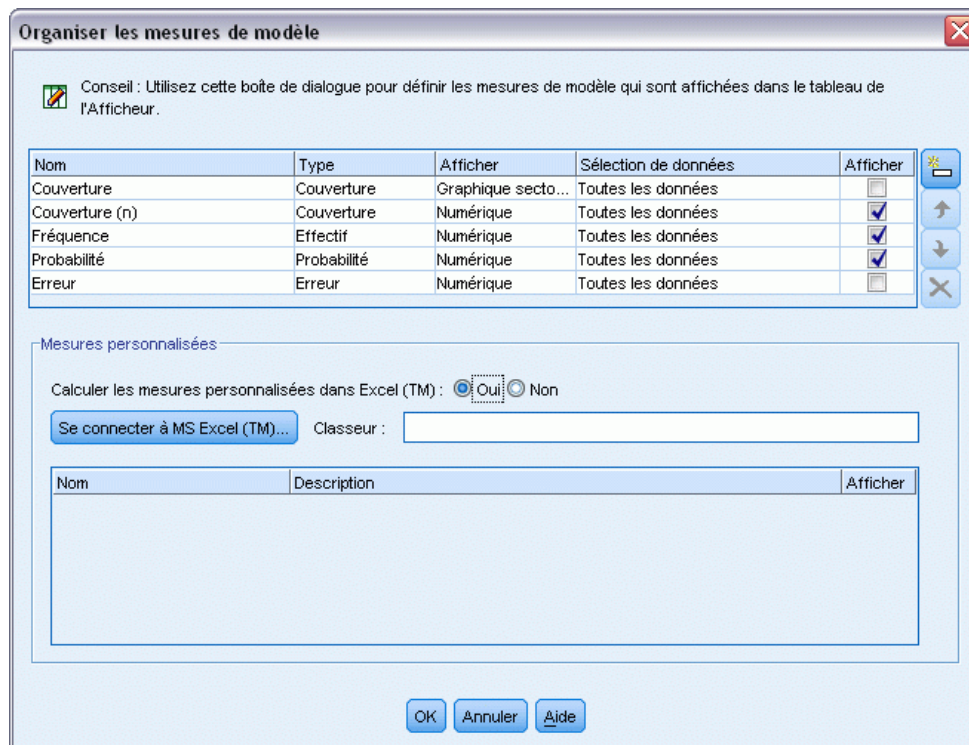 Organiser les mesures de modèle
Conseil : Utilisez cette boîte de dialogue pour définir les mesures de modèle qui sont affichées dans le tableau de
l'Afficheur.
Nom Type Afficher Sélection de données Afficher
Couverture Couverture Graphique secto... Toutes les données
Couverture (n) Couverture Numérique Toutes les données
Fréquence Effectif Numérique Toutes les données
Probabilité Probabilité Numérique Toutes les données
Erreur Erreur Numérique Toutes les données
Mesures personnalisées
Calculer les mesures personnalisées dans Excel (TM) : Oui Non
Se connecter à MS Excel (TM)... Classeur :
Nom Description Afficher
OK Annuler Aide